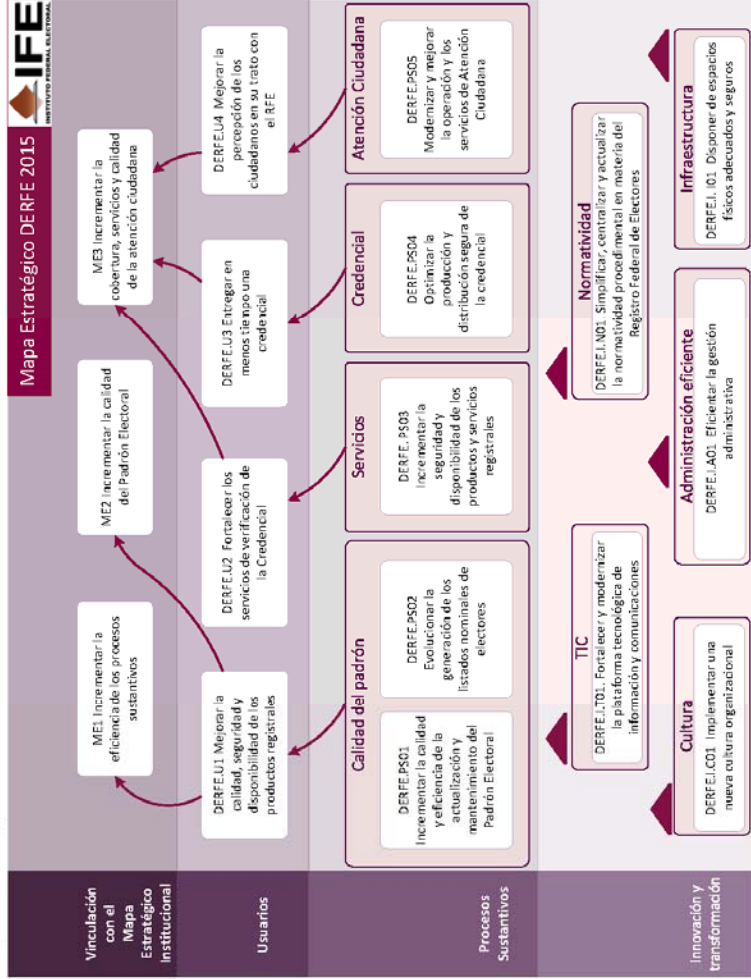 Mapa Estratégico DERFE 2015
IFE
INSTITUTO FEDERAL ELECTORAL
Vinculación
con el
Mapa
Estratégico
Institucional
ME1 Incrementar la
eficiencia de los procesos
sustantivos
ME2 Incrementar la calidad
del Padrón Electoral
ME3 Incrementar la
cobertura, servicios y calidad
de la atención ciudadana
Usuarios
DERFE.U1 Mejorar la
calidad, seguridad y
disponibilidad de los
productos registrales
DERFE.U2 Fortalecer los
servicios de verificación de
la Credencial
DERFE.U3 Entregar en
menos tiempo una
credencial
DERFE.U4 Mejorar la
percepción de los
ciudadanos en su trato con
el RFE
Procesos
Sustantivos
Calidad del padrón
DERFE.PS01
Incrementar la calidad
y eficiencia de la
actualización y
mantenimiento del
Padrón Electoral
DERFE.PS02
Evolucionar la
generación de los
listados nominales de
electores
Servicios
DERFE. PS03
Incrementar la
seguridad y
disponibilidad de los
productos y servicios
registrales
Credencial
DERFE.PS04
Optimizar la
producción y
distribución segura de
la credencial
Atención Ciudadana
DERFE.PS05
Modernizar y mejorar
la operación y los
servicios de Atención
Ciudadana
Innovación y
transformación
TIC
DERFE.I.T01. Fortalecer y modernizar
la plataforma tecnológica de
información y comunicaciones
Normatividad
DERFE.I.N01 Simplificar, centralizar y actualizar
la normatividad procedimental en materia del
Registro Federal de Electores
Cultura
DERFE.I.C01 Implementar una
nueva cultura organizacional
Administración eficiente
DERFE.I.A01 Eficientar la gestión
administrativa
Infraestructura
DERFE.I. I01 Disponer de espacios
físicos adecuados y seguros